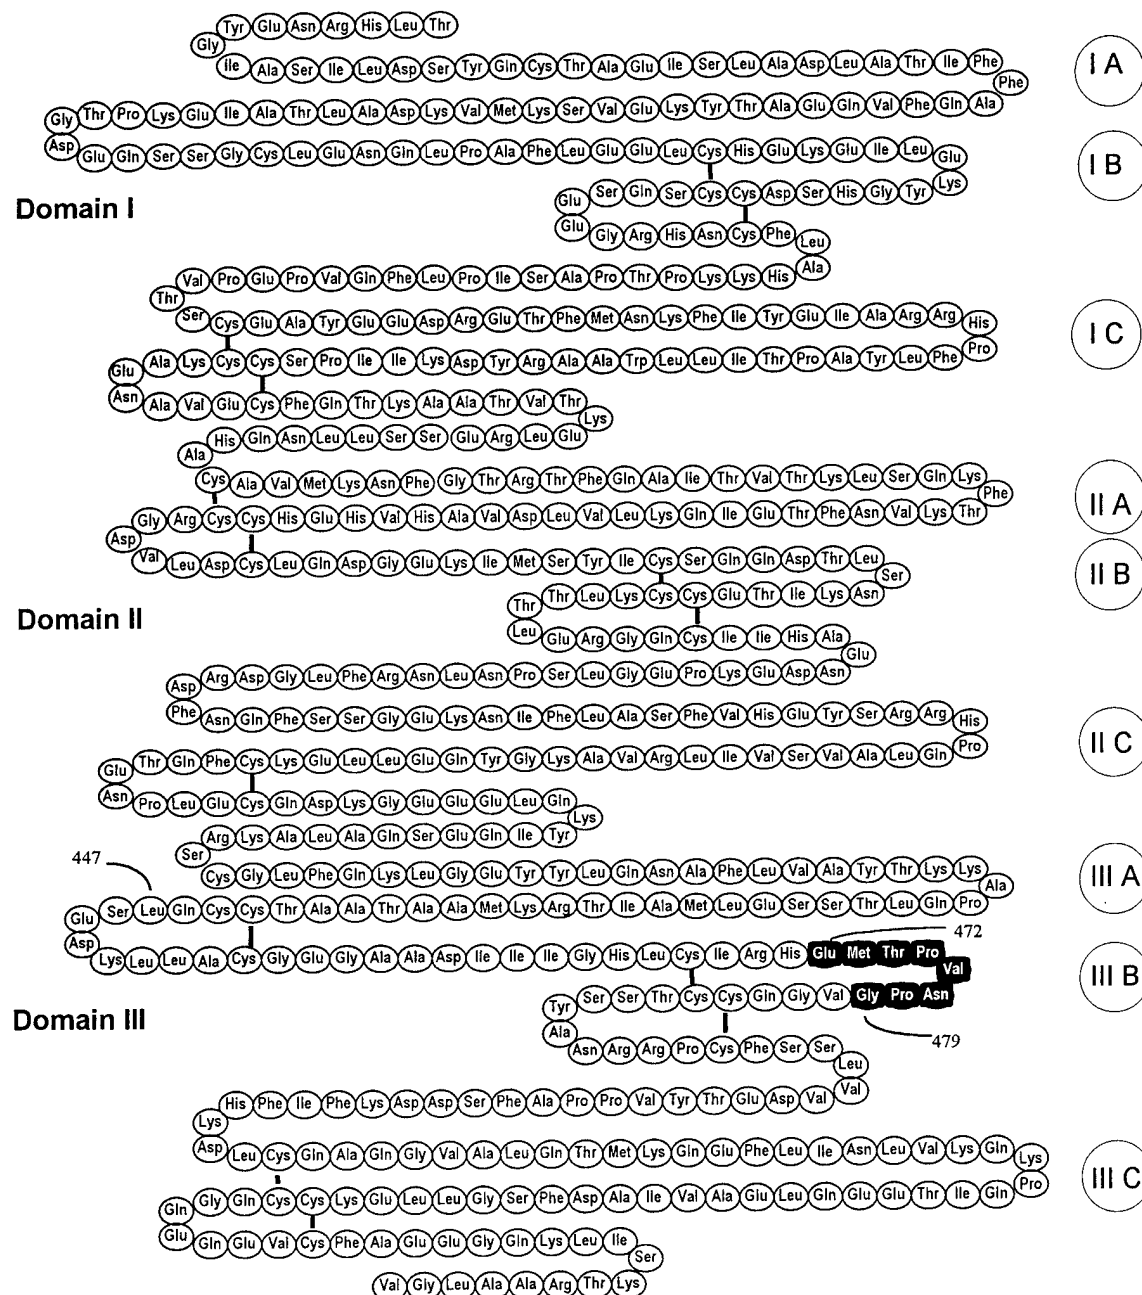 Tyr Glu Asn Arg His Leu Thr
Gly
Ile Ala Ser Ile Leu Asp Ser Tyr Gln Cys Thr Ala Glu Ile Ser Leu Ala Asp Leu Ala Thr Ile Phe
Phe
I A
Gly Thr Pro Lys Glu Ile Ala Thr Leu Ala Asp Lys Val Met Lys Ser Val Glu Lys Tyr Thr Ala Glu Gln Val Phe Gln Ala
Asp Glu Gln Ser Ser Gly Cys Leu Glu Asn Gln Leu Pro Ala Phe Leu Glu Glu Leu Cys His Glu Lys Glu Ile Leu Glu
I B
Glu Ser Gln Ser Cys Cys Asp Ser His Gly Tyr Lys
Domain I
Glu Gly Arg His Asn Cys Phe Leu
Val Pro Glu Pro Val Gln Phe Leu Pro Ile Ser Ala Pro Thr Pro Lys Lys His Ala
Thr
Ser Cys Glu Ala Tyr Glu Glu Asp Arg Glu Thr Phe Met Asn Lys Phe Ile Tyr Glu Ile Ala Arg Arg His
I C
Glu Ala Lys Cys Cys Ser Pro Ile Ile Lys Asp Tyr Arg Ala Ala Trp Leu Leu Ile Thr Pro Ala Tyr Leu Phe Pro
Asn Ala Val Glu Cys Phe Gln Thr Lys Ala Ala Thr Val Thr
Lys
Ala His Gln Asn Leu Leu Ser Ser Glu Arg Leu Glu
Cys Ala Val Met Lys Asn Phe Gly Thr Arg Thr Phe Gln Ala Ile Thr Val Thr Lys Leu Ser Gln Lys
Phe
II A
Asp Gly Arg Cys Cys His Glu His Val His Ala Val Asp Leu Val Leu Lys Gln Ile Glu Thr Phe Asn Val Lys Thr
Val Leu Asp Cys Leu Gln Asp Gly Glu Lys Ile Met Ser Tyr Ile Cys Ser Gln Gln Asp Thr Leu
Ser
II B
Thr Thr Leu Lys Cys Cys Glu Thr Ile Lys Asn
Domain II
Leu Glu Arg Gly Gln Cys Ile Ile His Ala
Glu
Asp Arg Asp Gly Leu Phe Arg Asn Leu Asn Pro Ser Leu Gly Glu Pro Lys Glu Asp Asn
Phe Asn Gln Phe Ser Ser Gly Glu Lys Asn Ile Phe Leu Ala Ser Phe Val His Glu Tyr Ser Arg Arg His
II C
Glu Thr Gln Phe Cys Lys Glu Leu Leu Glu Gln Tyr Gly Lys Ala Val Arg Leu Ile Val Ser Val Ala Leu Gln Pro
Asn Pro Leu Glu Cys Gln Asp Lys Gly Glu Glu Glu Leu Gln
Lys
Ser Arg Lys Ala Leu Ala Gln Ser Glu Gln Ile Tyr
447
Cys Gly Leu Phe Gln Lys Leu Gly Glu Tyr Tyr Leu Gln Asn Ala Phe Leu Val Ala Tyr Thr Lys Lys
Ala
III A
Glu Ser Leu Gln Cys Cys Thr Ala Ala Thr Ala Ala Met Lys Arg Thr Ile Ala Met Leu Glu Ser Ser Thr Leu Gln Pro
472
Asp Lys Leu Leu Ala Cys Gly Glu Gly Ala Ala Asp Ile Ile Ile Gly His Leu Cys Ile Arg His Glu Met Thr Pro
Val
III B
Tyr Ser Ser Thr Cys Cys Gln Gly Val Gly Pro Asn
Domain III
479
Ala Asn Arg Arg Pro Cys Phe Ser Ser Leu
Lys His Phe Ile Phe Lys Asp Asp Ser Phe Ala Pro Pro Val Tyr Thr Glu Asp Val Val
Asp Leu Cys Gln Ala Gln Gly Val Ala Leu Gln Thr Met Lys Gln Glu Phe Leu Ile Asn Leu Val Lys Gln Lys
III C
Gln Gly Gln Cys Cys Lys Glu Leu Leu Gly Ser Phe Asp Ala Ile Val Ala Glu Leu Gln Glu Glu Thr Ile Gln Pro
Glu Gln Glu Val Cys Phe Ala Glu Glu Gly Gln Lys Leu Ile
Ser
Val Gly Leu Ala Ala Arg Thr Lys